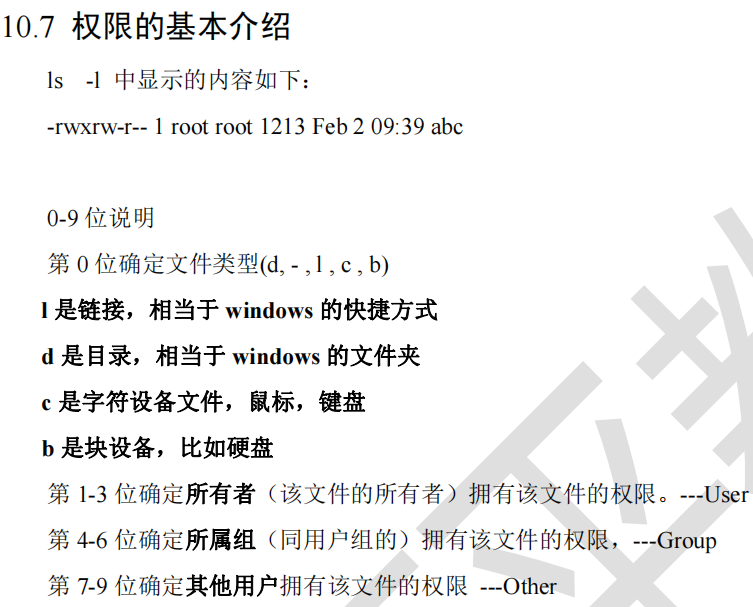 10.7 权限的基本介绍
ls -l 中显示的内容如下：
-rwxrw-r-- 1 root root 1213 Feb 2 09:39 abc
0-9 位说明
第 0 位确定文件类型(d, - , l , c , b)
l 是链接，相当于 windows 的快捷方式
d 是目录，相当于 windows 的文件夹
c 是字符设备文件，鼠标，键盘
b 是块设备，比如硬盘
第 1-3 位确定所有者（该文件的所有者）拥有该文件的权限。---User
第 4-6 位确定所属组（同用户组的）拥有该文件的权限，---Group
第 7-9 位确定其他用户拥有该文件的权限 ---Other